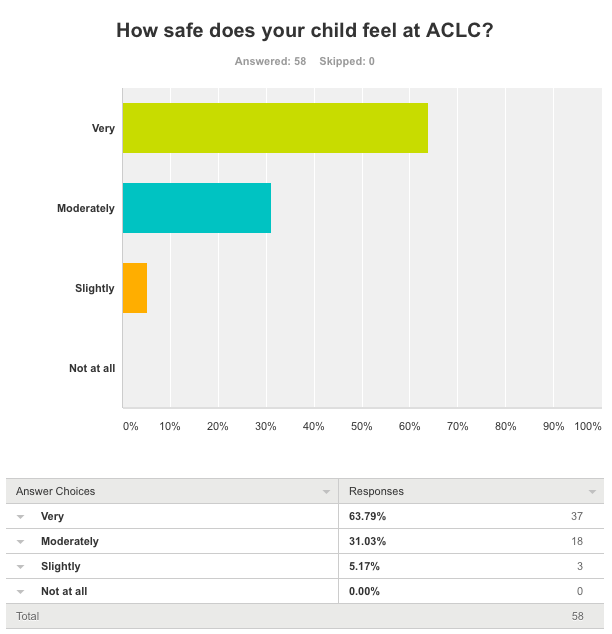 How safe does your child feel at ACLC?
Answered: 58 Skipped: 0
Very
Moderately
Slightly
Not at all
0% 10% 20% 30% 40% 50% 60% 70% 80% 90% 100%
Answer Choices Responses
Very 63.79% 37
Moderately 31.03% 18
Slightly 5.17% 3
Not at all 0.00% 0
Total 58